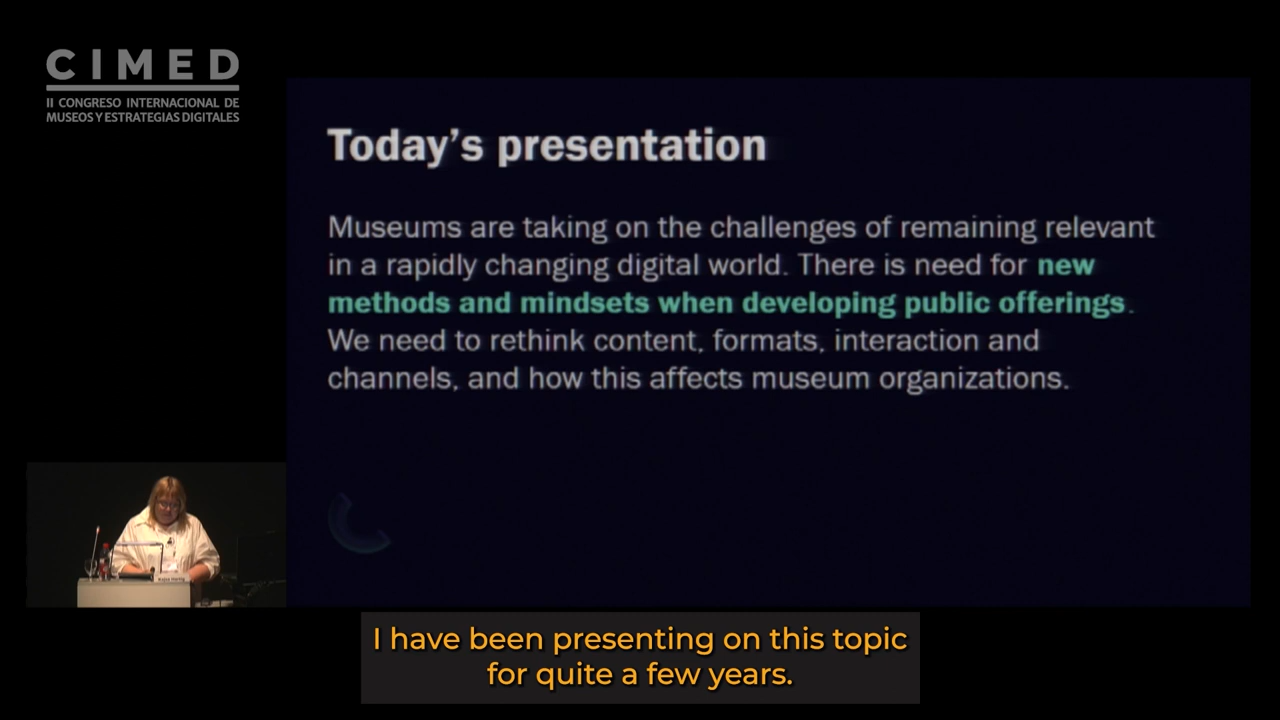 CIMED
II CONGRESO INTERNACIONAL DE
MUSEOS Y ESTRATEGIAS DIGITALES
Today's presentation
Museums are taking on the challenges of remaining relevant
in a rapidly changing digital world. There is need for new
methods and mindsets when developing public offerings.
We need to rethink content, formats, interaction and
channels, and how this affects museum organizations.
I have been presenting on this topic
for quite a few years.